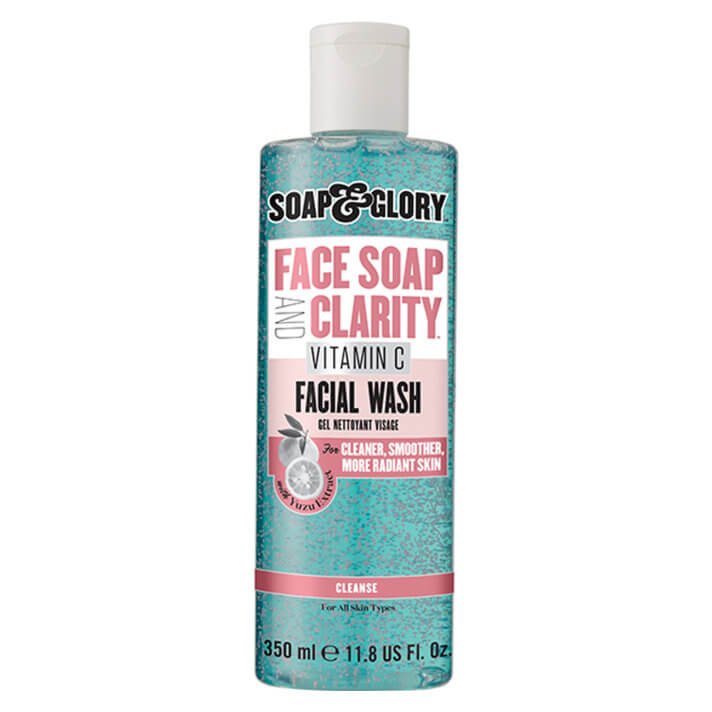 SOAP&GLORY
FACE SOAP
AND CLARITY™
VITAMIN C
FACIAL WASH
GEL NETTOYANT VISAGE
For CLEANER, SMOOTHER,
MORE RADIANT SKIN
with Yuzu Extract
CLEANSE
For All Skin Types
350 ml ℮ 11.8 US Fl. Oz.